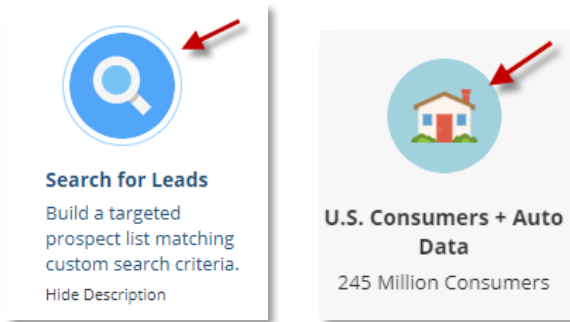 Search for Leads
Build a targeted
prospect list matching
custom search criteria.
Hide Description
U.S. Consumers + Auto
Data
245 Million Consumers